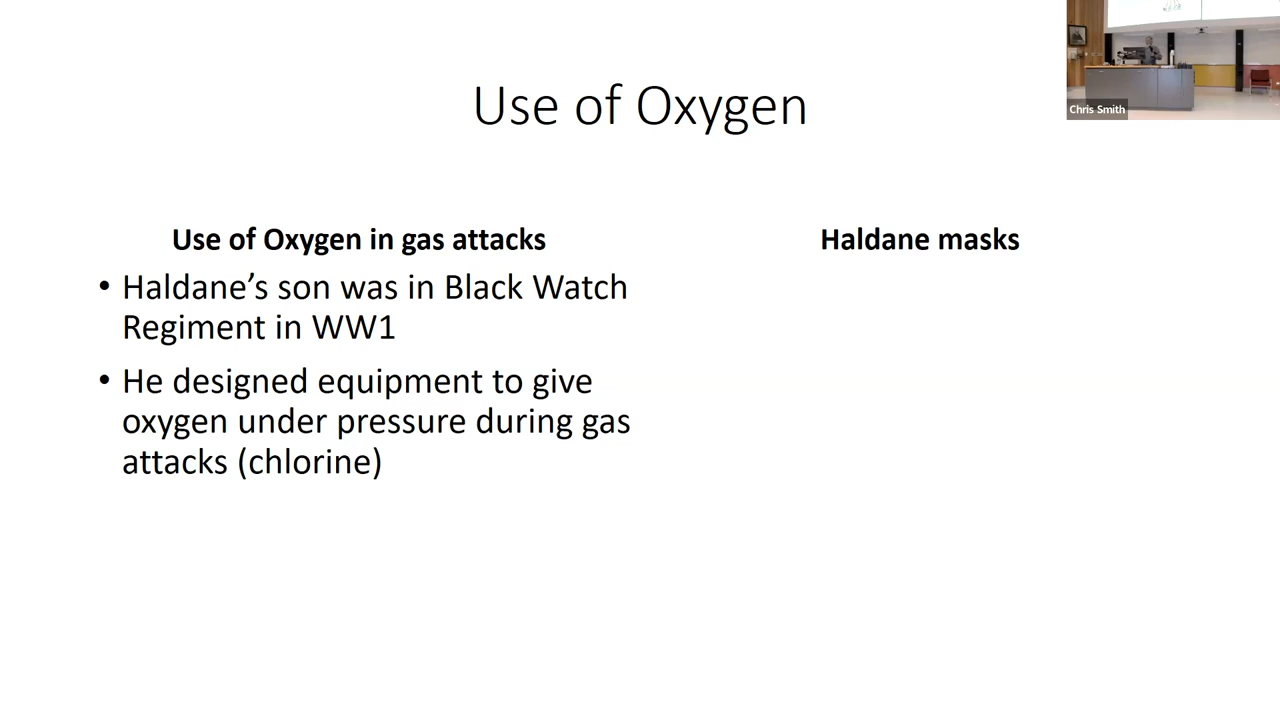 Use of Oxygen
Chris Smith
Use of Oxygen in gas attacks
• Haldane’s son was in Black Watch
Regiment in WW1
• He designed equipment to give
oxygen under pressure during gas
attacks (chlorine)
Haldane masks